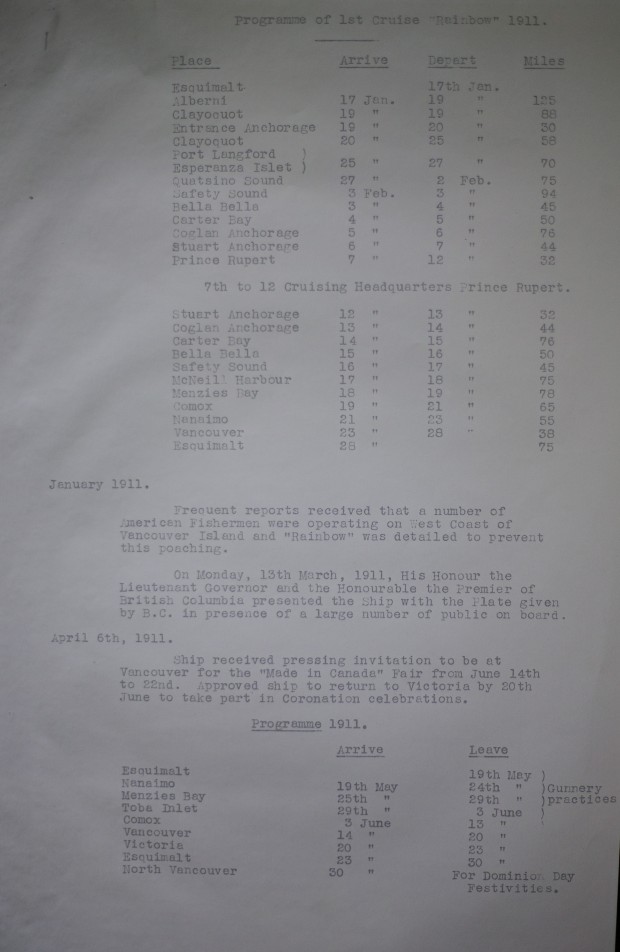 Programme of 1st Cruise "Rainbow" 1911.
Place Arrive Depart Miles
Esquimalt 17th Jan.
Alberni 17 Jan. 19 " 125
Clayoquot 19 " 19 " 88
Entrance Anchorage 19 " 20 " 30
Clayoquot 20 " 25 " 58
Port Langford )
Esperanza Islet ) 25 " 27 " 70
Quatsino Sound 27 " 2 Feb. 75
Safety Sound 3 Feb. 3 " 94
Bella Bella 3 " 4 " 45
Carter Bay 4 " 5 " 50
Coglan Anchorage 5 " 6 " 76
Stuart Anchorage 6 " 7 " 44
Prince Rupert 7 " 12 " 32
7th to 12 Cruising Headquarters Prince Rupert.
Stuart Anchorage 12 " 13 " 32
Coglan Anchorage 13 " 14 " 44
Carter Bay 14 " 15 " 76
Bella Bella 15 " 16 " 50
Safety Sound 16 " 17 " 45
McNeill Harbour 17 " 18 " 75
Menzies Bay 18 " 19 " 78
Comox 19 " 21 " 65
Nanaimo 21 " 23 " 55
Vancouver 23 " 28 " 38
Esquimalt 28 " 75
January 1911.
Frequent reports received that a number of
American Fishermen were operating on West Coast of
Vancouver Island and "Rainbow" was detailed to prevent
this poaching.
On Monday, 13th March, 1911, His Honour the
Lieutenant Governor and the Honourable the Premier of
British Columbia presented the Ship with the Plate given
by B.C. in presence of a large number of public on board.
April 6th, 1911.
Ship received pressing invitation to be at
Vancouver for the "Made in Canada" Fair from June 14th
to 22nd. Approved ship to return to Victoria by 20th
June to take part in Coronation celebrations.
Programme 1911.
Arrive Leave
Esquimalt 19th May )
Nanaimo 19th May 24th " )Gunnery
Menzies Bay 25th " 29th " )practices
Toba Inlet 29th " 3 June )
Comox 3 June 13 "
Vancouver 14 " 20 "
Victoria 20 " 23 "
Esquimalt 23 " 30 "
North Vancouver 30 " For Dominion Day
Festivities.